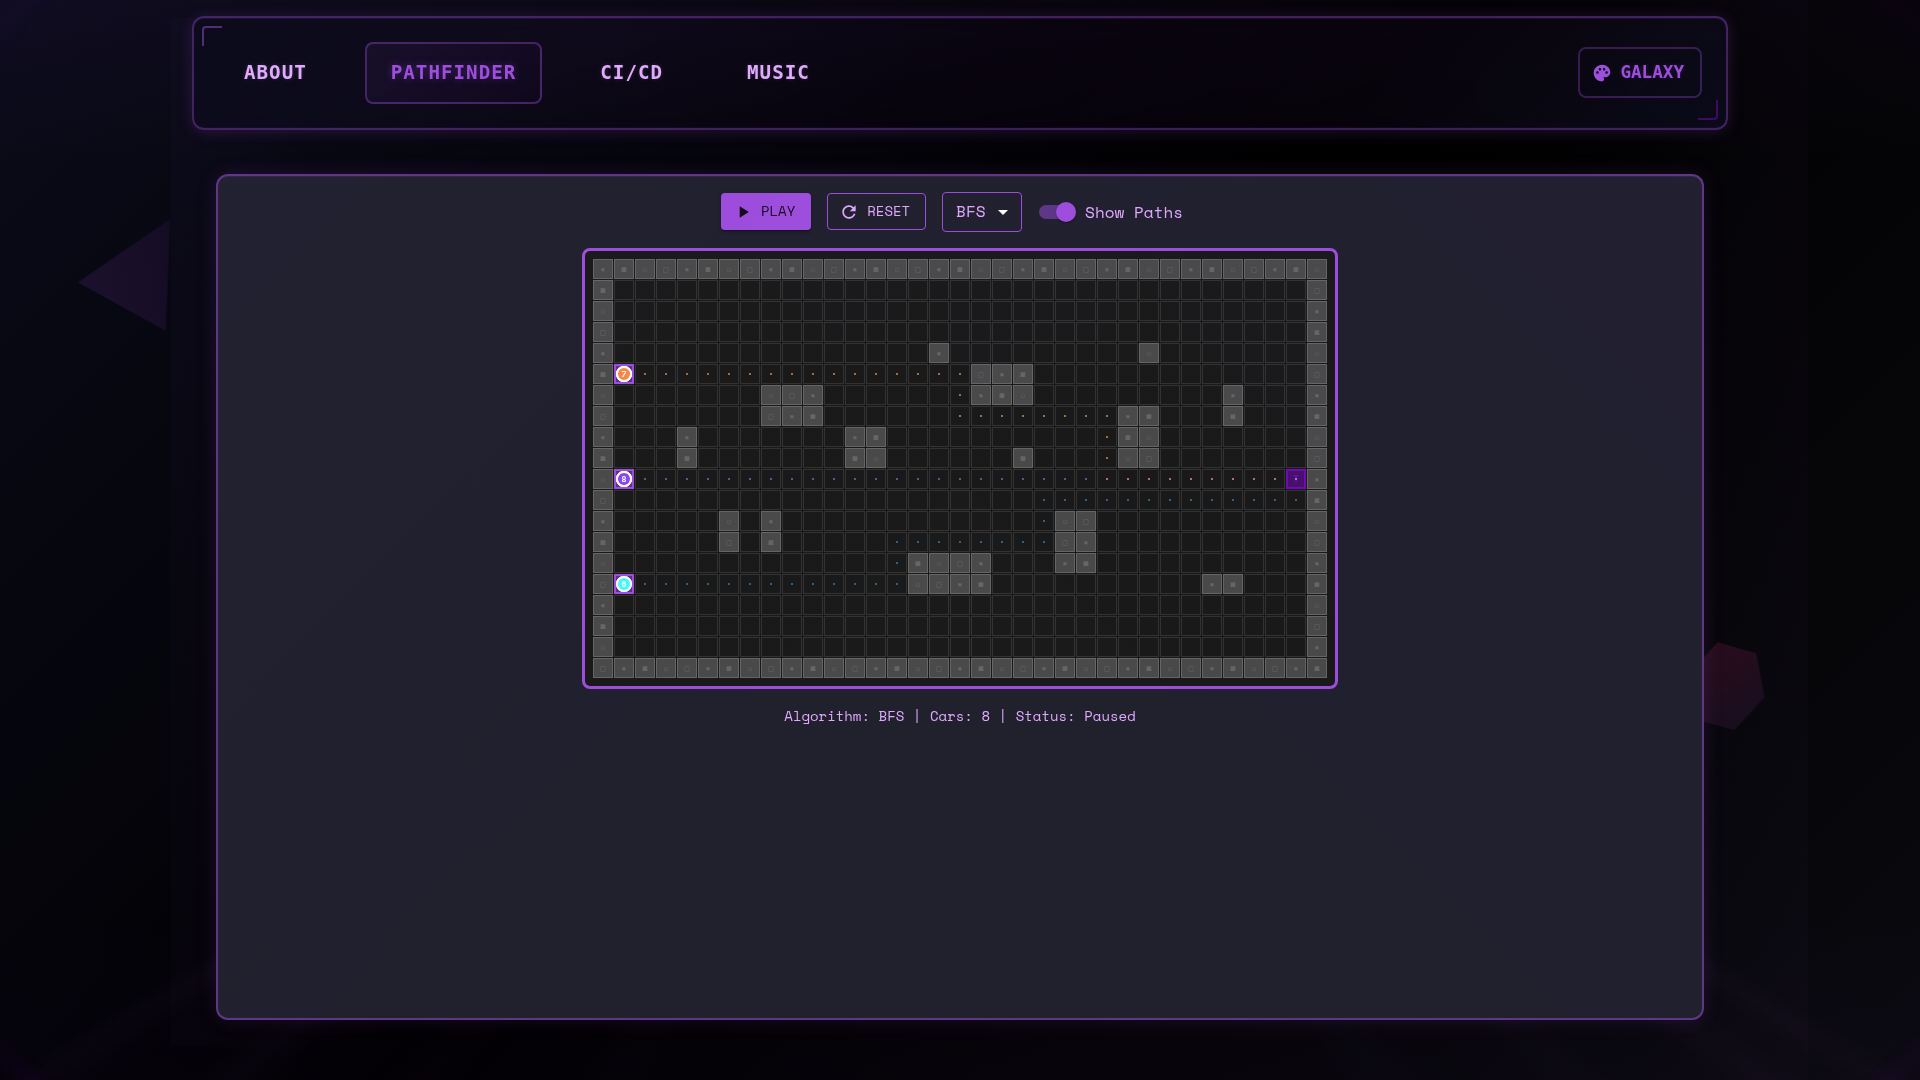 ABOUT
PATHFINDER
CI/CD
MUSIC
GALAXY
PLAY
RESET
BFS
Show Paths
7
8
6
Algorithm: BFS | Cars: 8 | Status: Paused